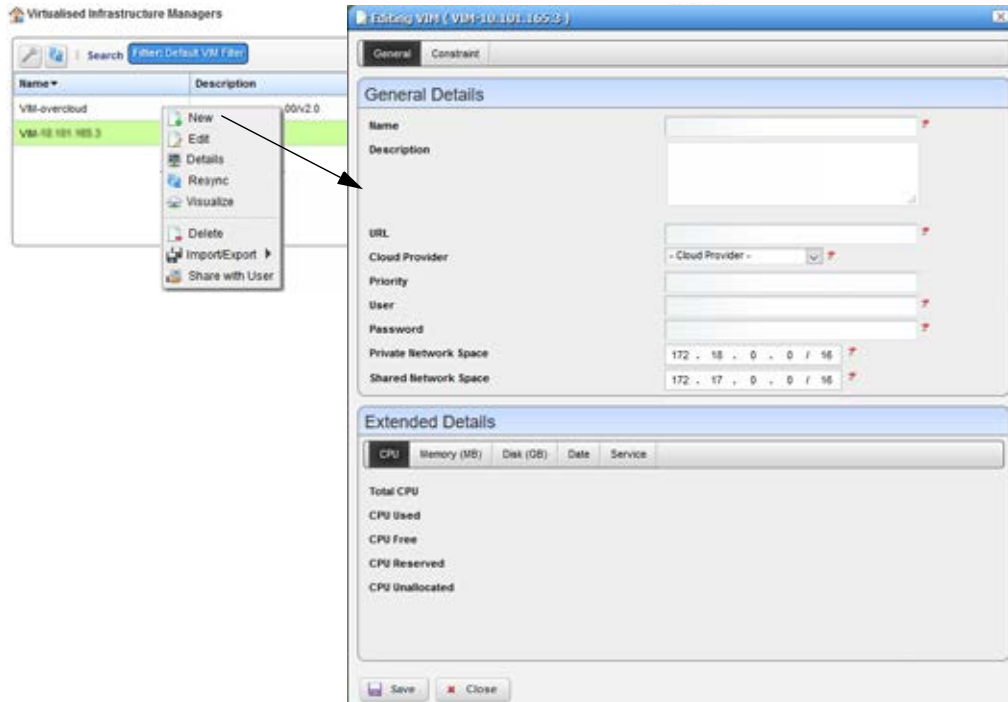 Virtualised Infrastructure Managers
Search Filter: Default VIM Filter
Name Description
VIM-overcloud 00/v2.0
VIM-10.101.165.3
New
Edit
Details
Resync
Visualize
Delete
Import/Export
Share with User
Editing VIM ( VIM-10.101.165.3 )
General Constraint
General Details
Name
Description
URL
Cloud Provider - Cloud Provider -
Priority
User
Password
Private Network Space 172 . 18 . 0 . 0 / 16
Shared Network Space 172 . 17 . 0 . 0 / 16
Extended Details
CPU Memory (MB) Disk (GB) Date Service
Total CPU
CPU Used
CPU Free
CPU Reserved
CPU Unallocated
Save Close